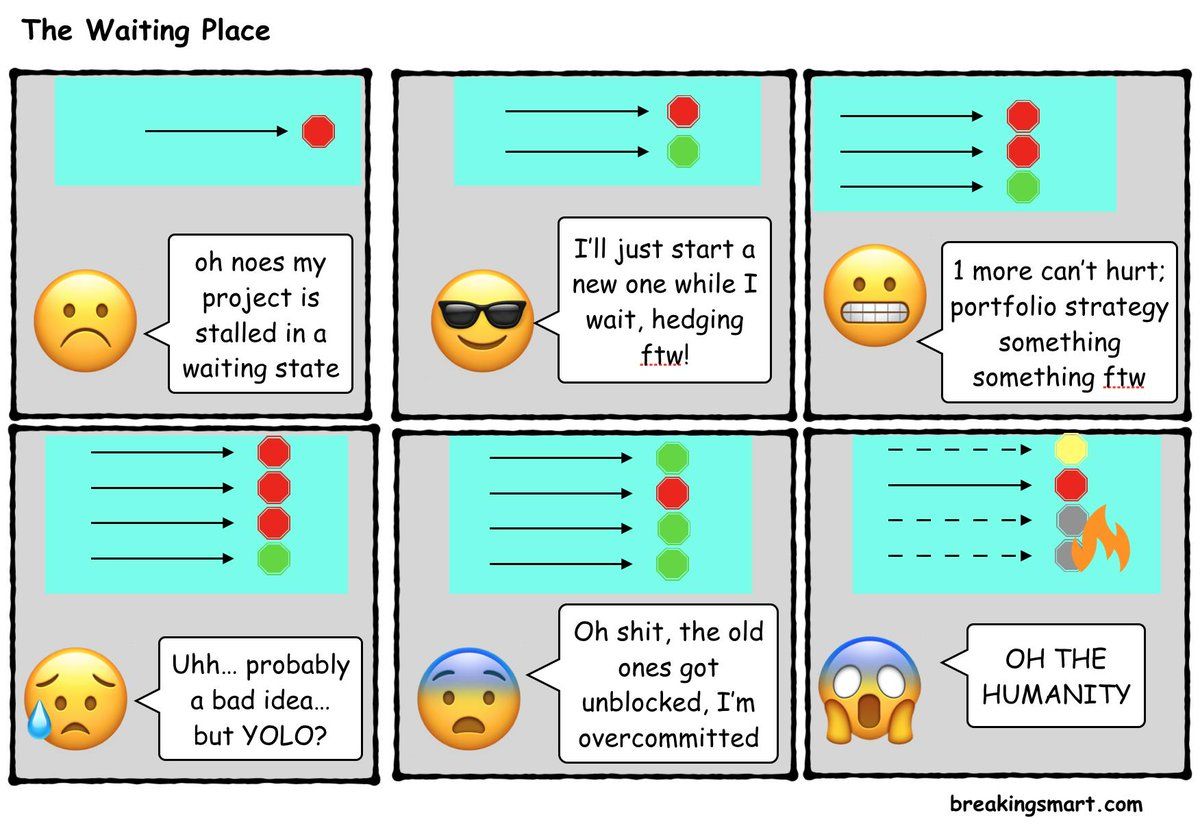 The Waiting Place
oh noes my
project is
stalled in a
waiting state
I'll just start a
new one while I
wait, hedging
ftw!
1 more can't hurt;
portfolio strategy
something
something ftw
Uhh... probably
a bad idea...
but YOLO?
Oh shit, the old
ones got
unblocked, I'm
overcommitted
OH THE
HUMANITY
breakingsmart.com